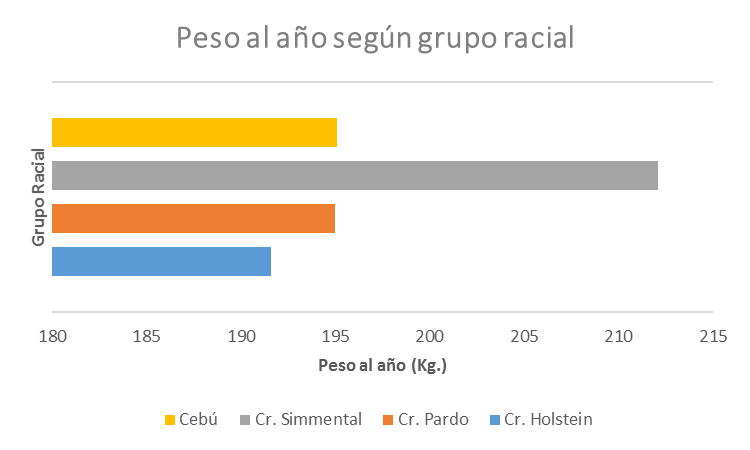 Peso al año según grupo racial
Grupo Racial
180 185 190 195 200 205 210 215
Peso al año (Kg.)
Cebú Cr. Simmental Cr. Pardo Cr. Holstein